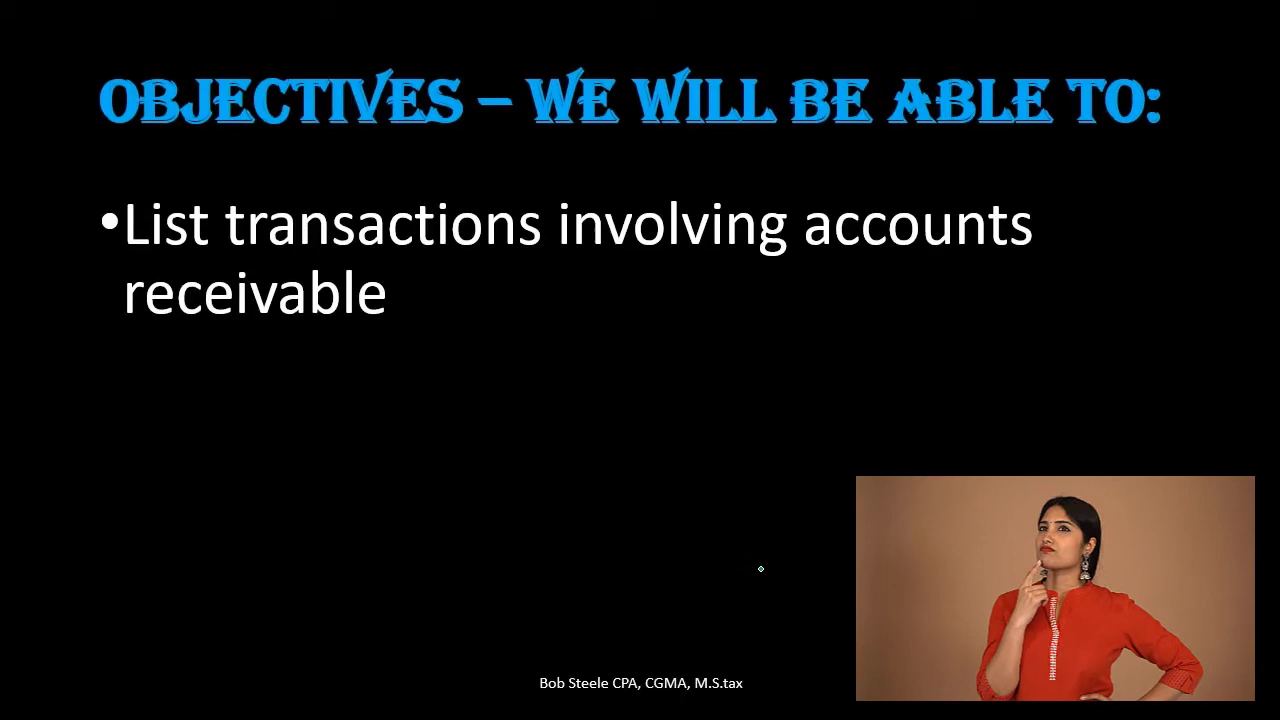 OBJECTIVES – WE WILL BE ABLE TO:
•List transactions involving accounts
receivable
Bob Steele CPA, CGMA, M.S.tax